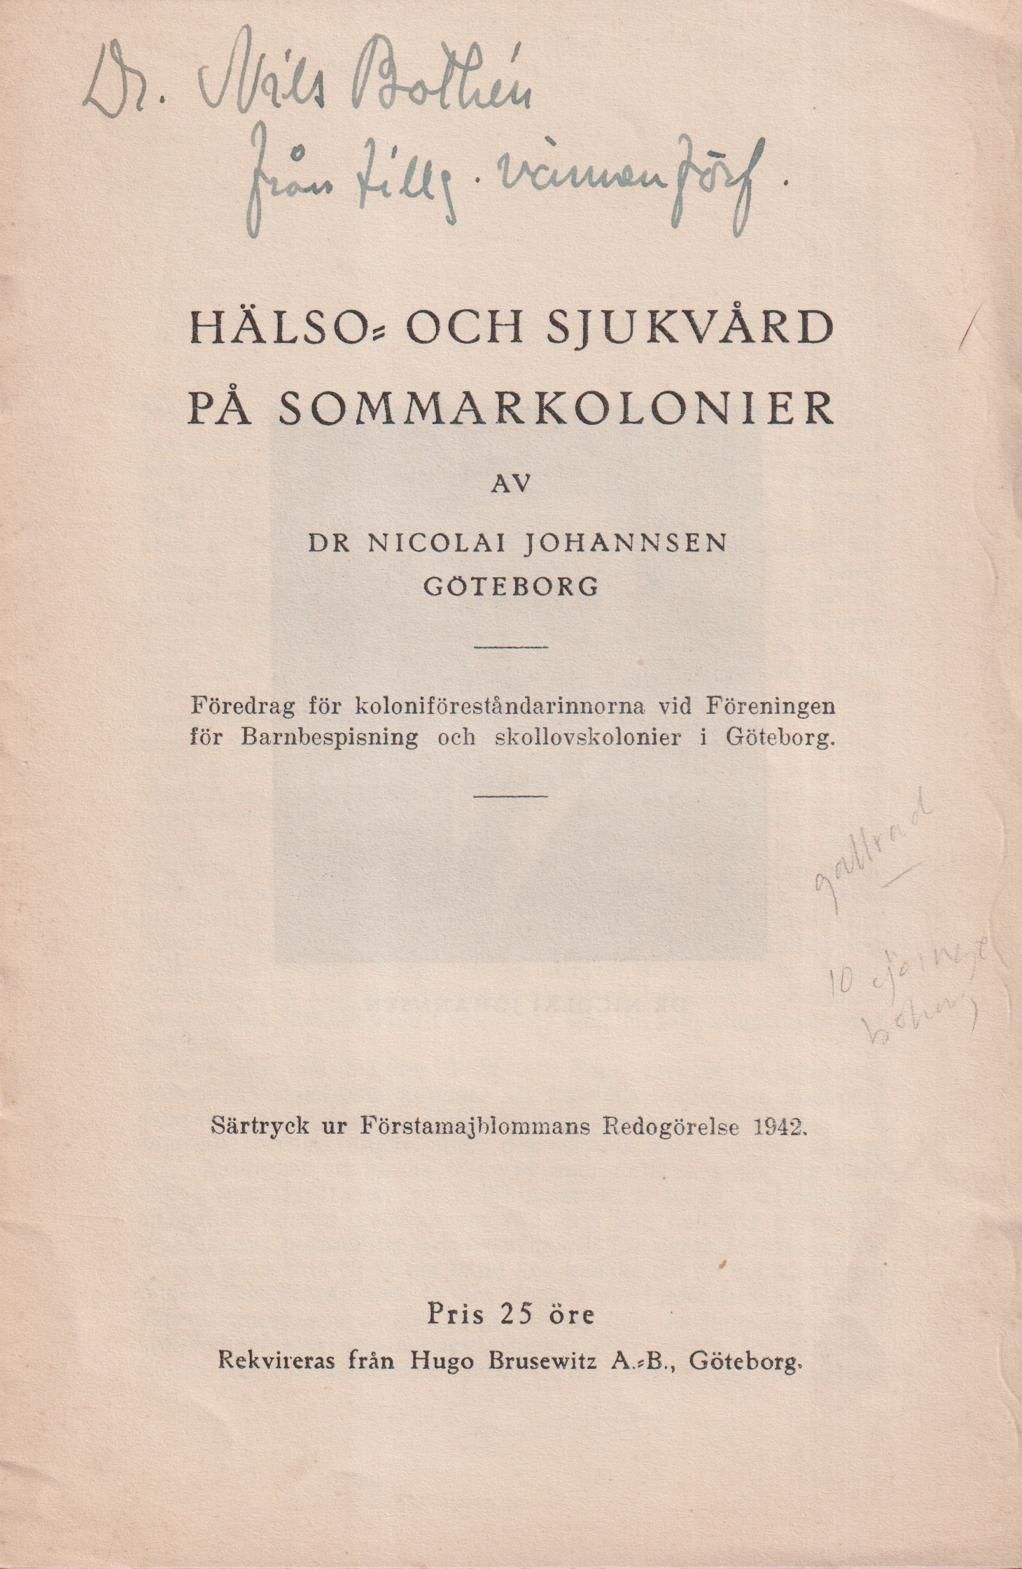 Dr. Nils Bothén
från tillg. vännen förf.
HÄLSO- OCH SJUKVÅRD
PÅ SOMMARKOLONIER
AV
DR NICOLAI JOHANNSEN
GÖTEBORG
Föredrag för koloniföreståndarinnorna vid Föreningen
för Barnbespisning och skollovskolonier i Göteborg.
gallrad
10
Särtryck ur Förstamajblommans Redogörelse 1942.
Pris 25 öre
Rekvireras från Hugo Brusewitz A.-B., Göteborg.